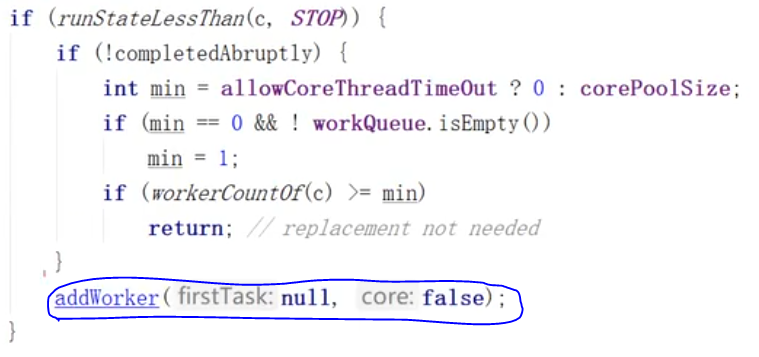 if (runStateLessThan(c, STOP)) {
if (!completedAbruptly) {
int min = allowCoreThreadTimeOut ? 0 : corePoolSize;
if (min == 0 && ! workQueue.isEmpty())
min = 1;
if (workerCountOf(c) >= min)
return; // replacement not needed
}
addWorker( firstTask: null, core: false);
}